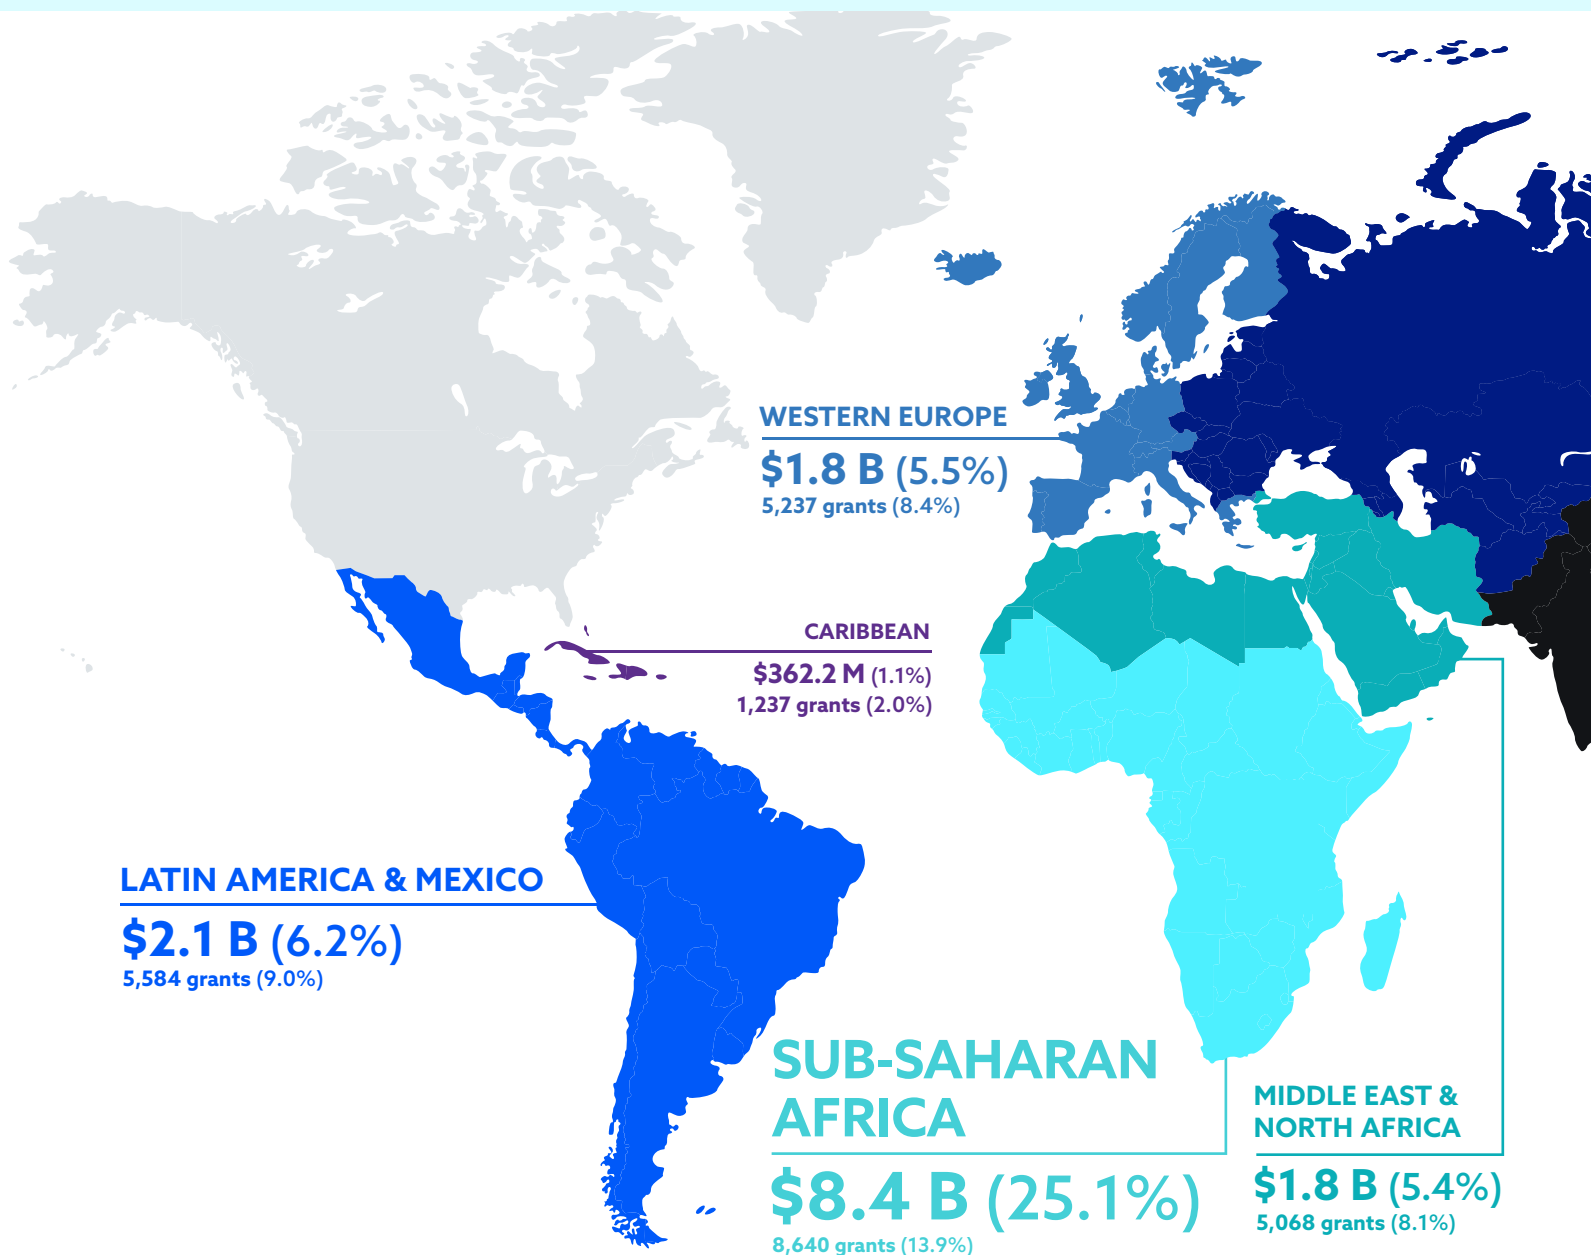 WESTERN EUROPE
$1.8 B (5.5%)
5,237 grants (8.4%)
CARIBBEAN
$362.2 M (1.1%)
1,237 grants (2.0%)
LATIN AMERICA & MEXICO
$2.1 B (6.2%)
5,584 grants (9.0%)
SUB-SAHARAN
AFRICA
$8.4 B (25.1%)
8,640 grants (13.9%)
MIDDLE EAST &
NORTH AFRICA
$1.8 B (5.4%)
5,068 grants (8.1%)